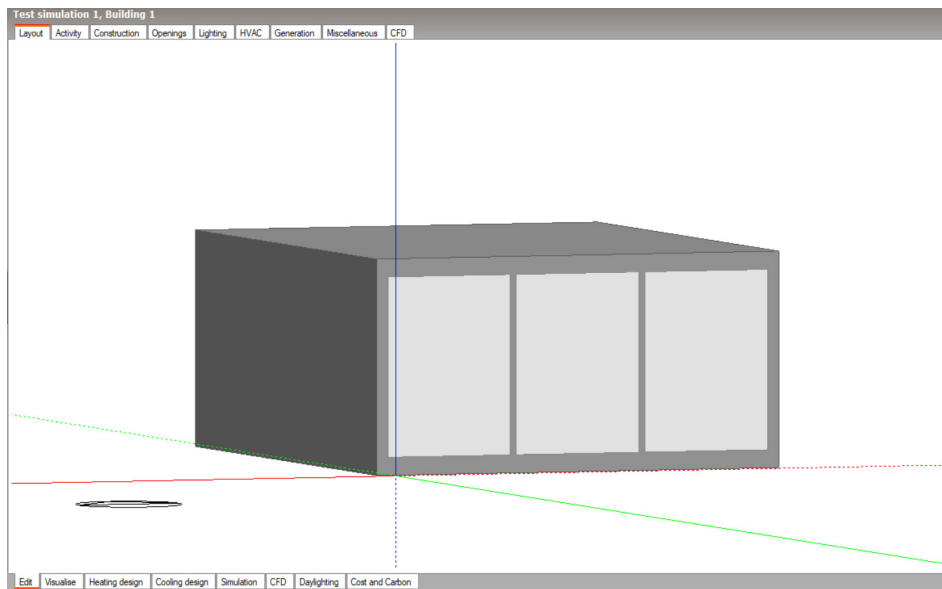 Test simulation 1, Building 1
Layout Activity Construction Openings Lighting HVAC Generation Miscellaneous CFD
Edit Visualise Heating design Cooling design Simulation CFD Daylighting Cost and Carbon